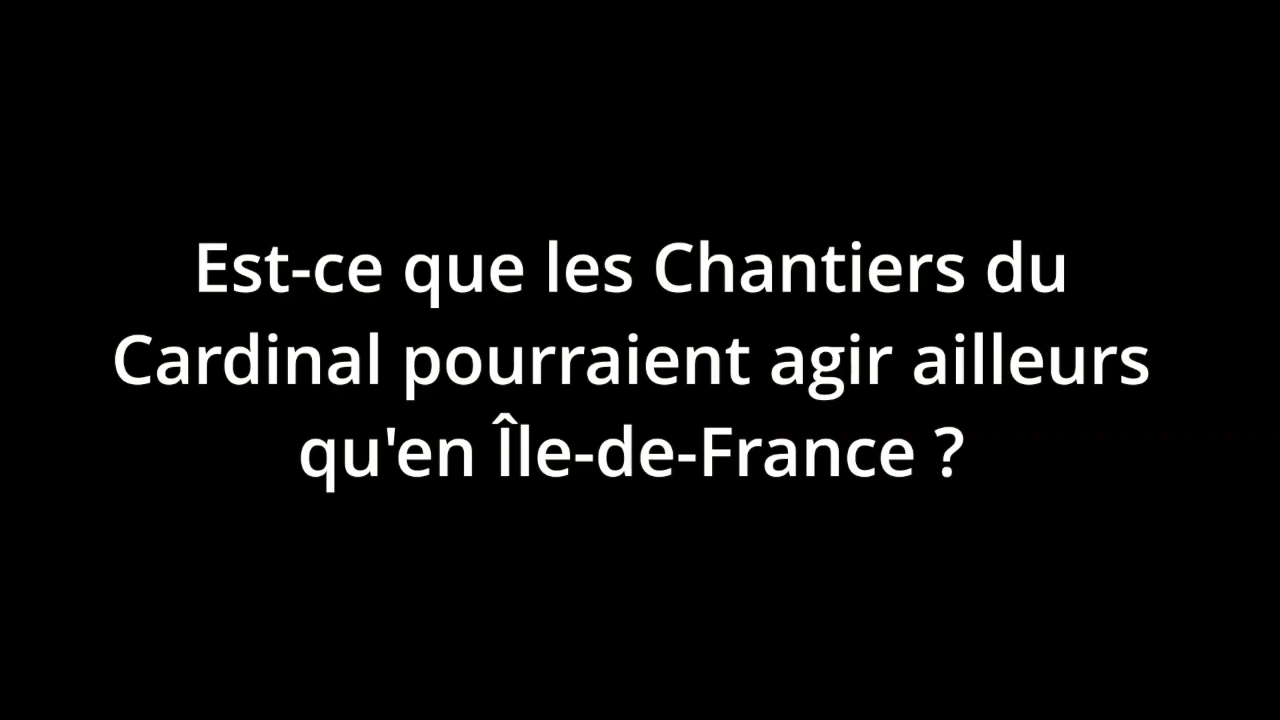 Est-ce que les Chantiers du
Cardinal pourraient agir ailleurs
qu'en Île-de-France ?